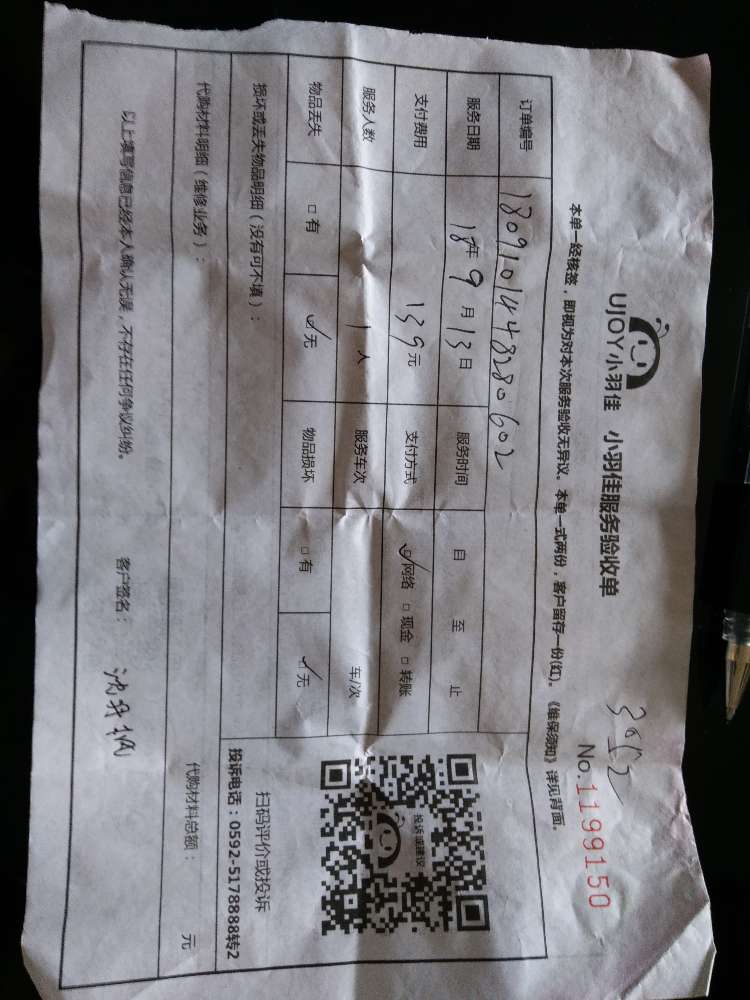 UJOY小羽佳 小羽佳服务验收单
No.1199150
本单一经核签，即视为对本次服务验收无异议。本单一式两份，客户留存一份(红)。《维保须知》详见背面。
订单编号 18091014483280602
服务日期 18年 9 月 13 日 服务时间 自 至 止
支付费用 139 元 支付方式 ☑网络 □现金 □转账
服务人数 1 人 服务车次 车/次
物品丢失 □有 ☑无 物品损坏 □有 ☑无
损坏或丢失物品明细（没有可不填）：
投诉或建议
扫码评价或投诉
投诉电话：0592-5178888转2
代购材料明细（维修业务）：
代购材料总额： 元
以上填写信息已经本人确认无误，不存在任何争议纠纷。 客户签名：